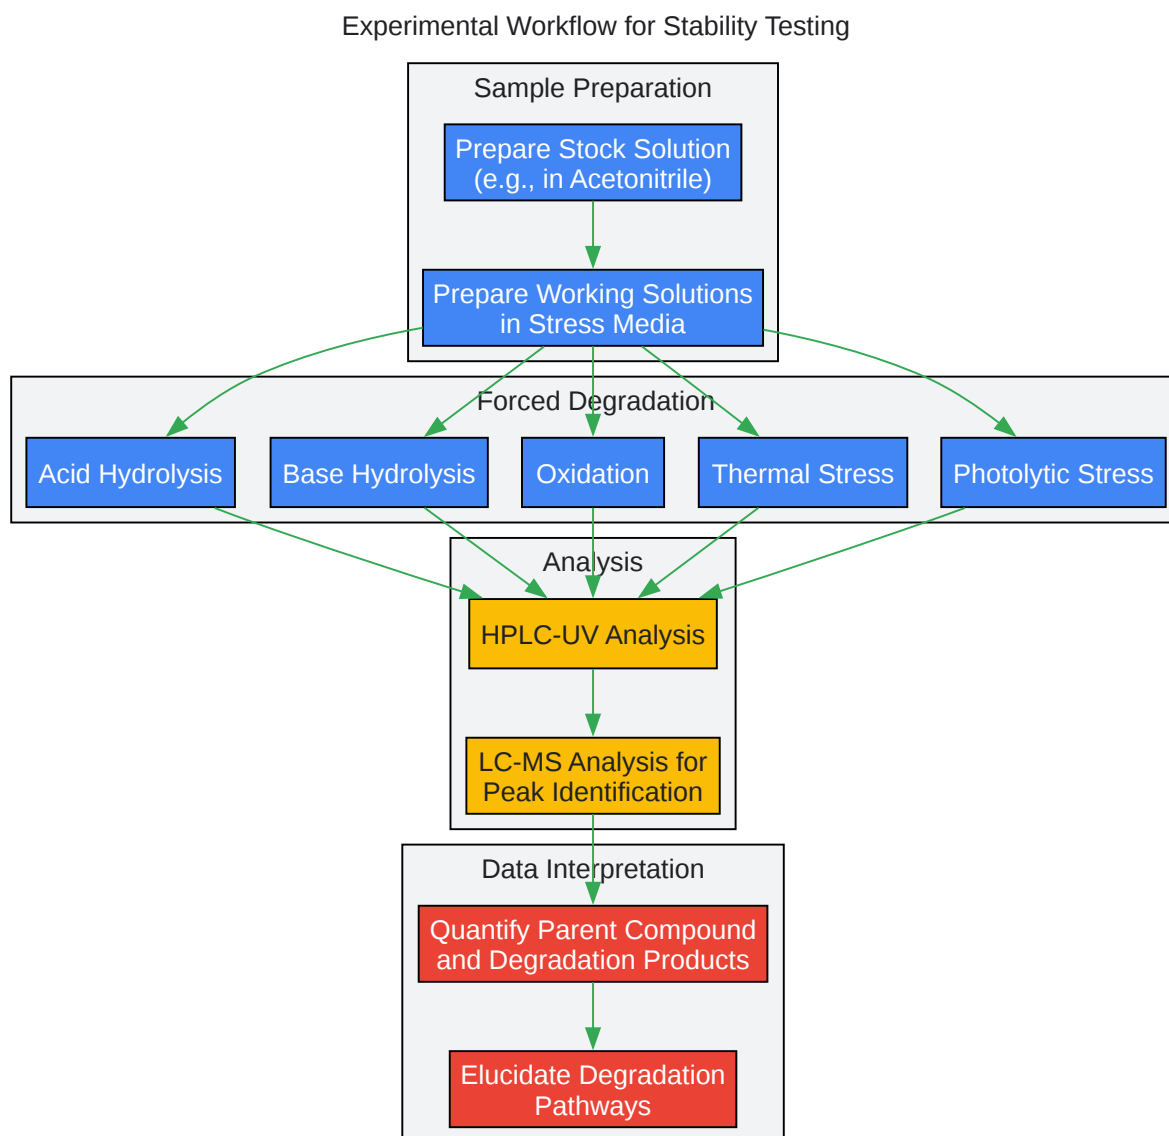 Experimental Workflow for Stability Testing
Sample Preparation
Prepare Stock Solution
(e.g., in Acetonitrile)
Prepare Working Solutions
in Stress Media
Forced Degradation
Acid Hydrolysis
Base Hydrolysis
Oxidation
Thermal Stress
Photolytic Stress
Analysis
HPLC-UV Analysis
LC-MS Analysis for
Peak Identification
Data Interpretation
Quantify Parent Compound
and Degradation Products
Elucidate Degradation
Pathways